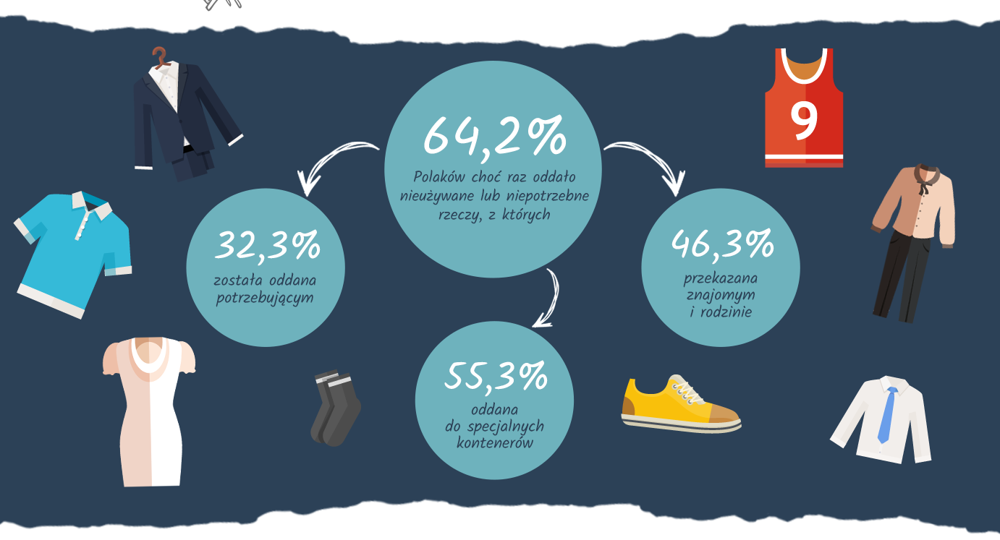 64,2%
Polaków choć raz oddało
nieużywane lub niepotrzebne
rzeczy, z których
32,3%
została oddana
potrzebującym
46,3%
przekazana
znajomym
i rodzinie
55,3%
oddana
do specjalnych
kontenerów
9